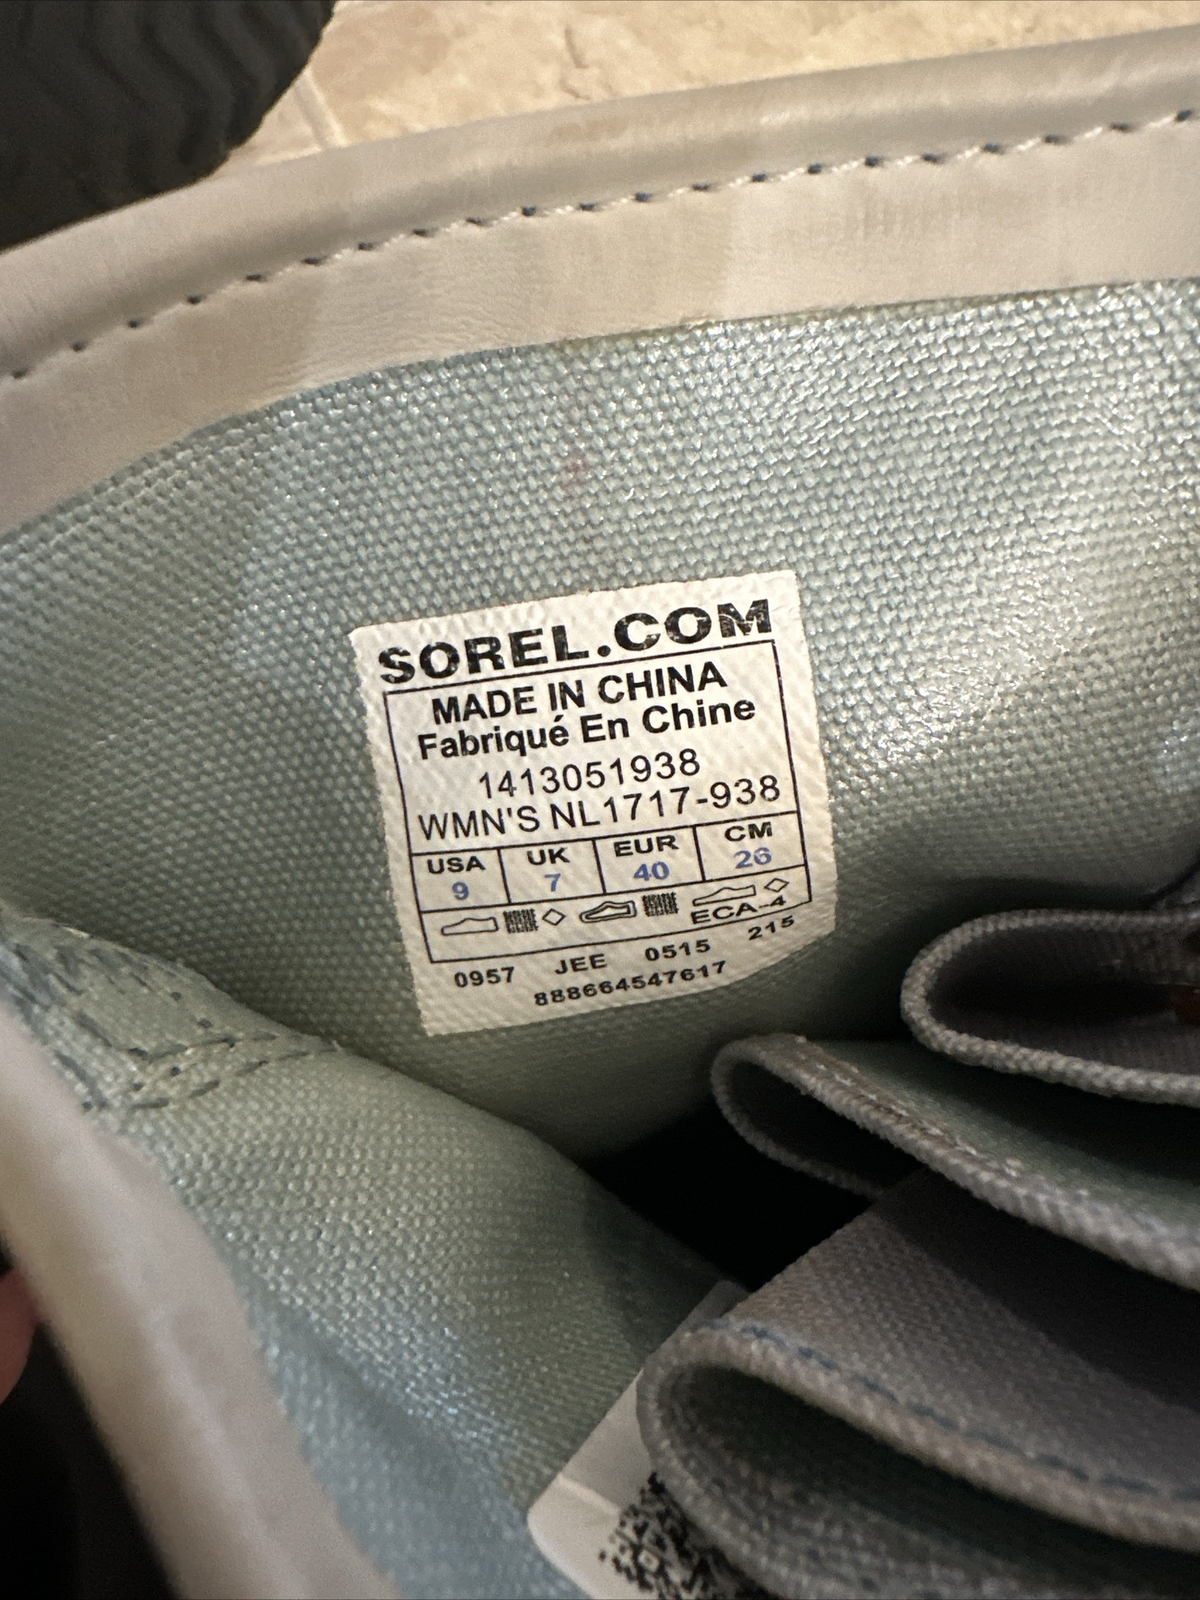 SOREL.COM
MADE IN CHINA
Fabriqué En Chine
1413051938
WMN'S NL1717-938
USA UK EUR CM
9 7 40 26
ECA-4
0957 JEE 0515 215
888664547617